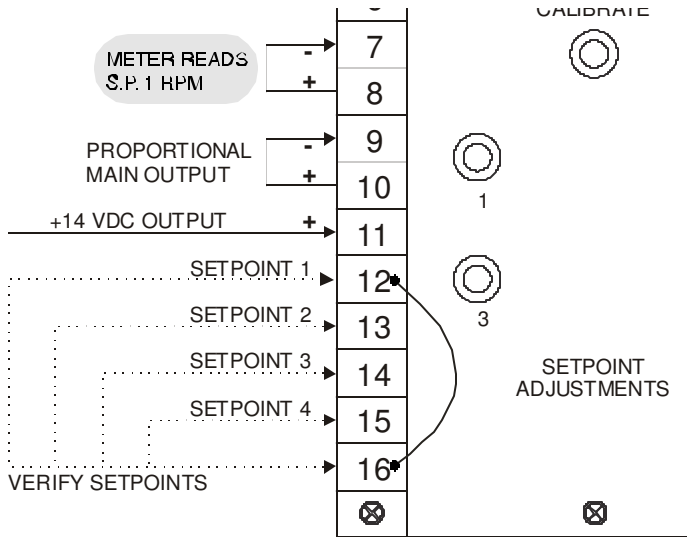 CALIBRATE
METER READS
S.P. 1 RPM
- 7
+ 8
PROPORTIONAL
MAIN OUTPUT
- 9
+ 10
1
+14 VDC OUTPUT + 11
SETPOINT 1 12
SETPOINT 2 13
3
SETPOINT 3 14
SETPOINT
ADJUSTMENTS
SETPOINT 4 15
16
VERIFY SETPOINTS